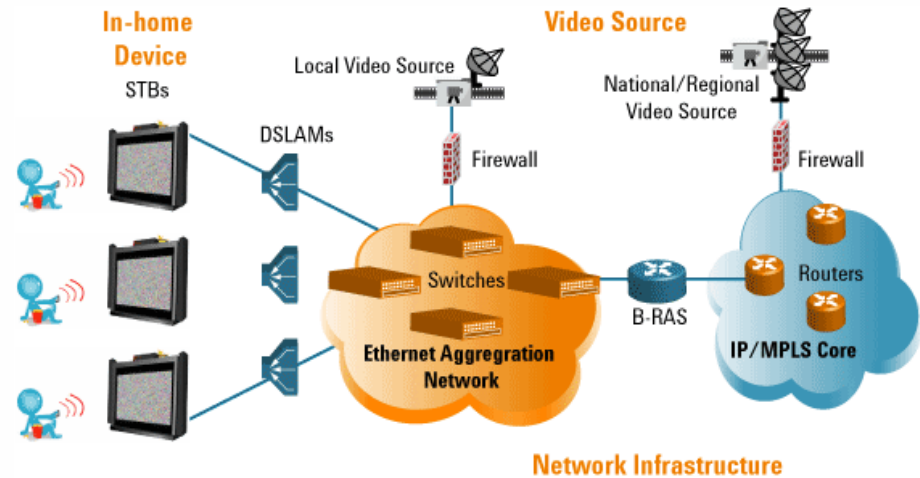 In-home
Device
STBs
DSLAMs
Local Video Source
Firewall
Video Source
National/Regional
Video Source
Firewall
Switches
Ethernet Aggregration
Network
B-RAS
Routers
IP/MPLS Core
Network Infrastructure